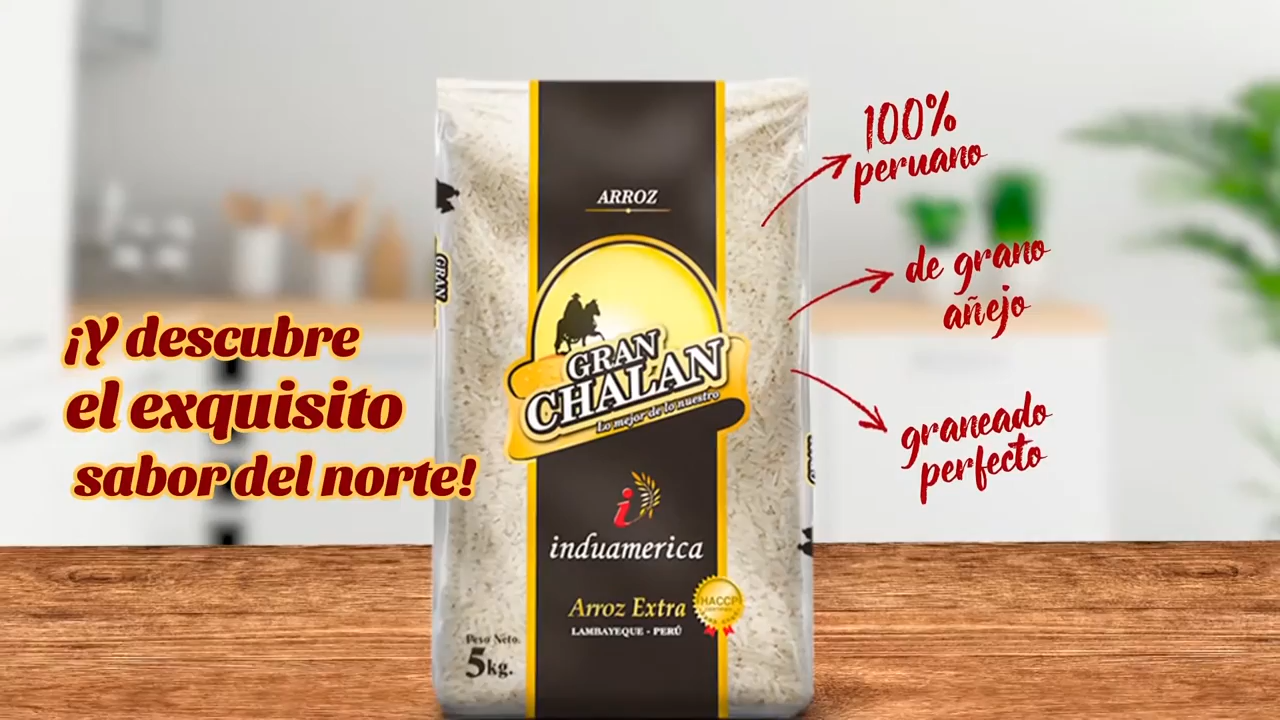 ¡Y descubre
el exquisito
sabor del norte!
ARROZ
GRAN
GRAN
CHALAN
Lo mejor de lo nuestro
induamerica
Arroz Extra
LAMBAYEQUE - PERÚ
HACCP
Peso Neto.
5kg.
100%
peruano
de grano
añejo
graneado
perfecto